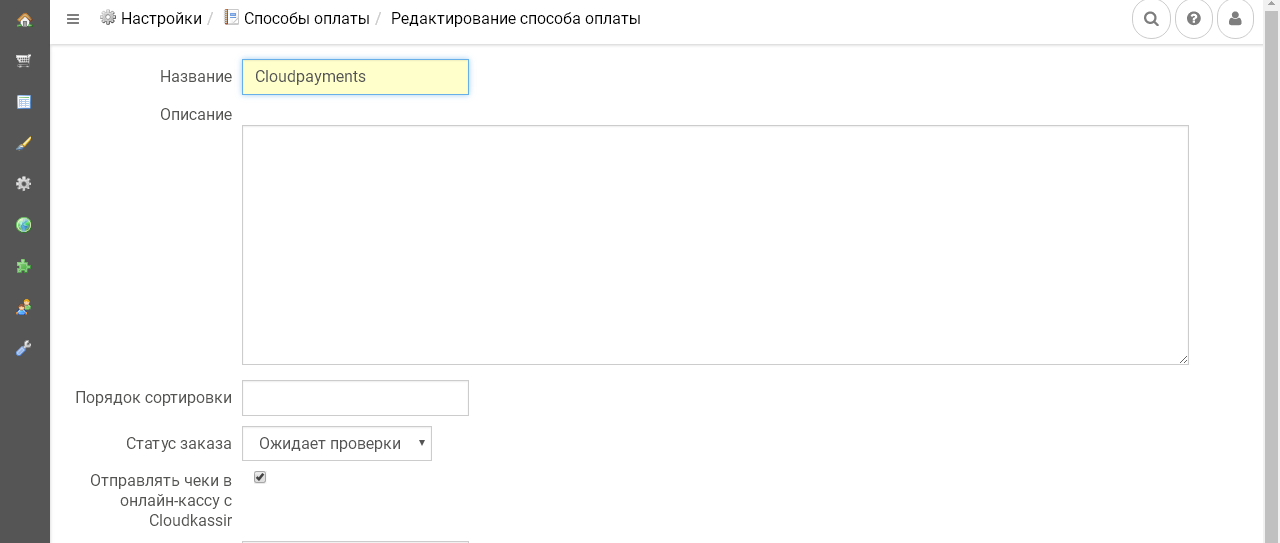 Настройки / Способы оплаты / Редактирование способа оплаты
Название Cloudpayments
Описание
Порядок сортировки
Статус заказа Ожидает проверки
Отправлять чеки в
онлайн-кассу с
Cloudkassir